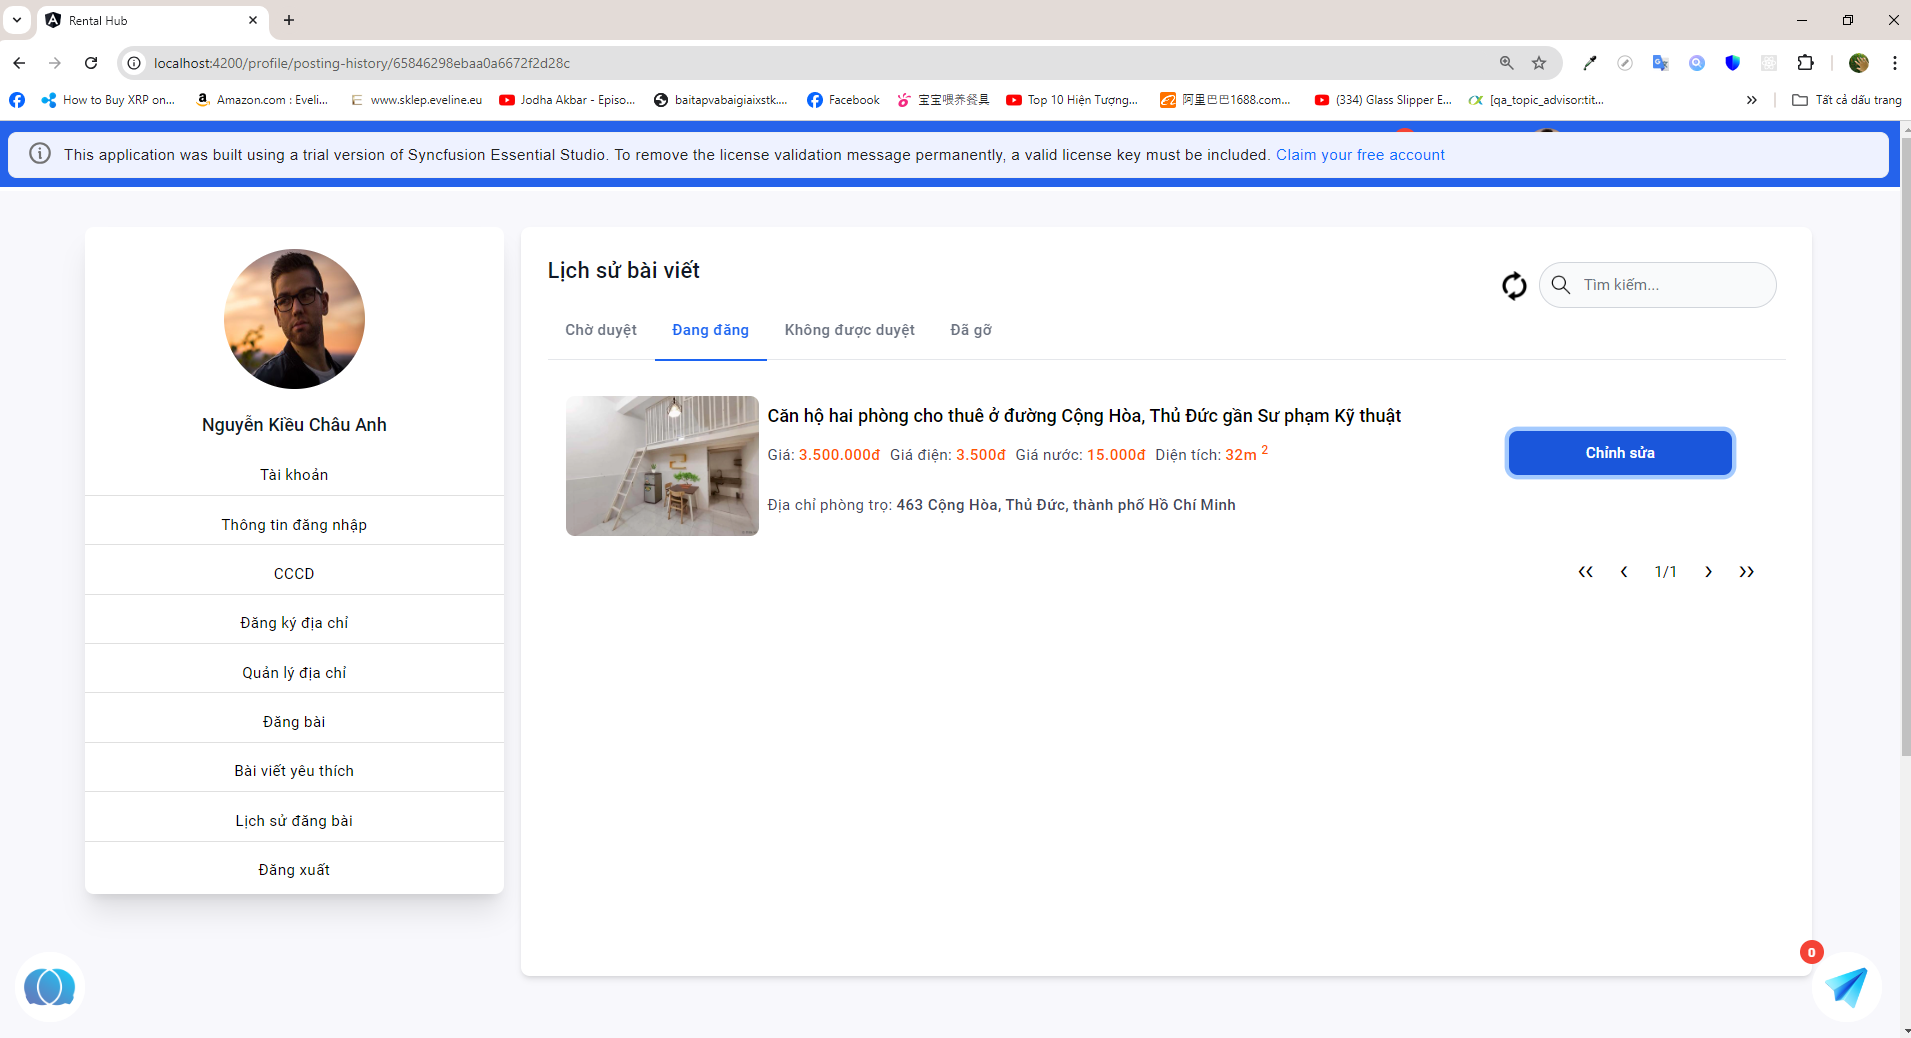 Rental Hub
localhost:4200/profile/posting-history/65846298ebaa0a6672f2d28c
How to Buy XRP on...
Amazon.com : Eveli...
www.sklep.eveline.eu
Jodha Akbar - Episo...
baitapvabaigiaixstk....
Facebook
宝宝喂养餐具
Top 10 Hiện Tượng...
阿里巴巴1688.com...
(334) Glass Slipper E...
[qa_topic_advisor:tit...
Tất cả dấu trang
This application was built using a trial version of Syncfusion Essential Studio. To remove the license validation message permanently, a valid license key must be included. Claim your free account
Nguyễn Kiều Châu Anh
Tài khoản
Thông tin đăng nhập
CCCD
Đăng ký địa chỉ
Quản lý địa chỉ
Đăng bài
Bài viết yêu thích
Lịch sử đăng bài
Đăng xuất
Lịch sử bài viết
Tìm kiếm...
Chờ duyệt
Đang đăng
Không được duyệt
Đã gỡ
Căn hộ hai phòng cho thuê ở đường Cộng Hòa, Thủ Đức gần Sư phạm Kỹ thuật
Giá: 3.500.000đ Giá điện: 3.500đ Giá nước: 15.000đ Diện tích: 32m 2
Địa chỉ phòng trọ: 463 Cộng Hòa, Thủ Đức, thành phố Hồ Chí Minh
Chỉnh sửa
1/1
0